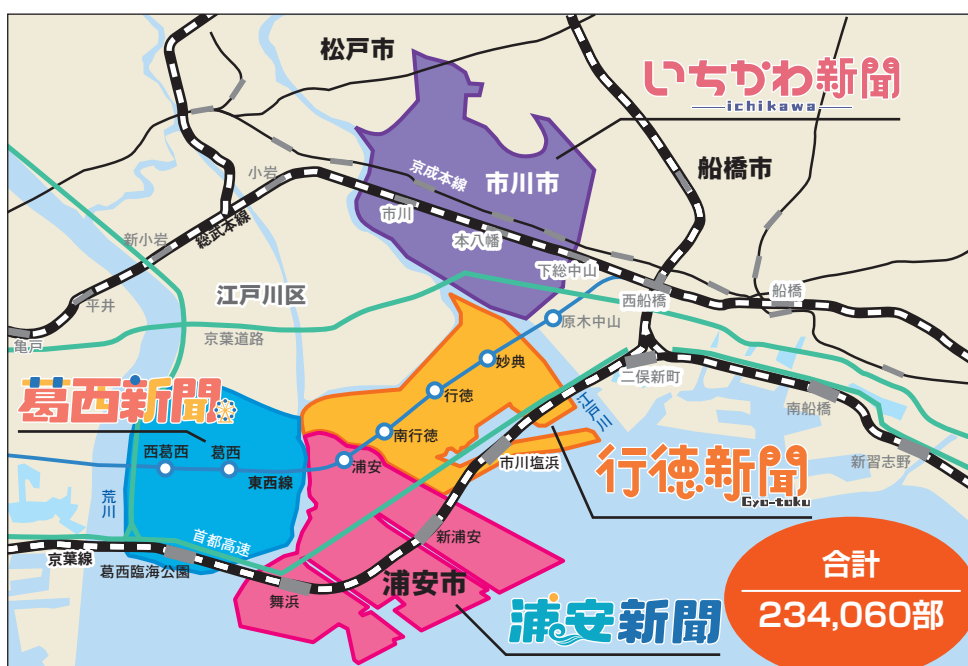 松戸市
いちかわ新聞
ichikawa
船橋市
市川市
京成本線
小岩
市川
本八幡
下総中山
西船橋
船橋
新小岩
総武本線
平井
亀戸
江戸川区
京葉道路
原木中山
妙典
行徳
南行徳
浦安
二俣新町
南船橋
新習志野
江戸川
市川塩浜
葛西新聞
西葛西
葛西
東西線
行徳新聞
Gyo-toku
荒川
首都高速
京葉線
葛西臨海公園
新浦安
舞浜
浦安市
浦安新聞
合計
234,060部